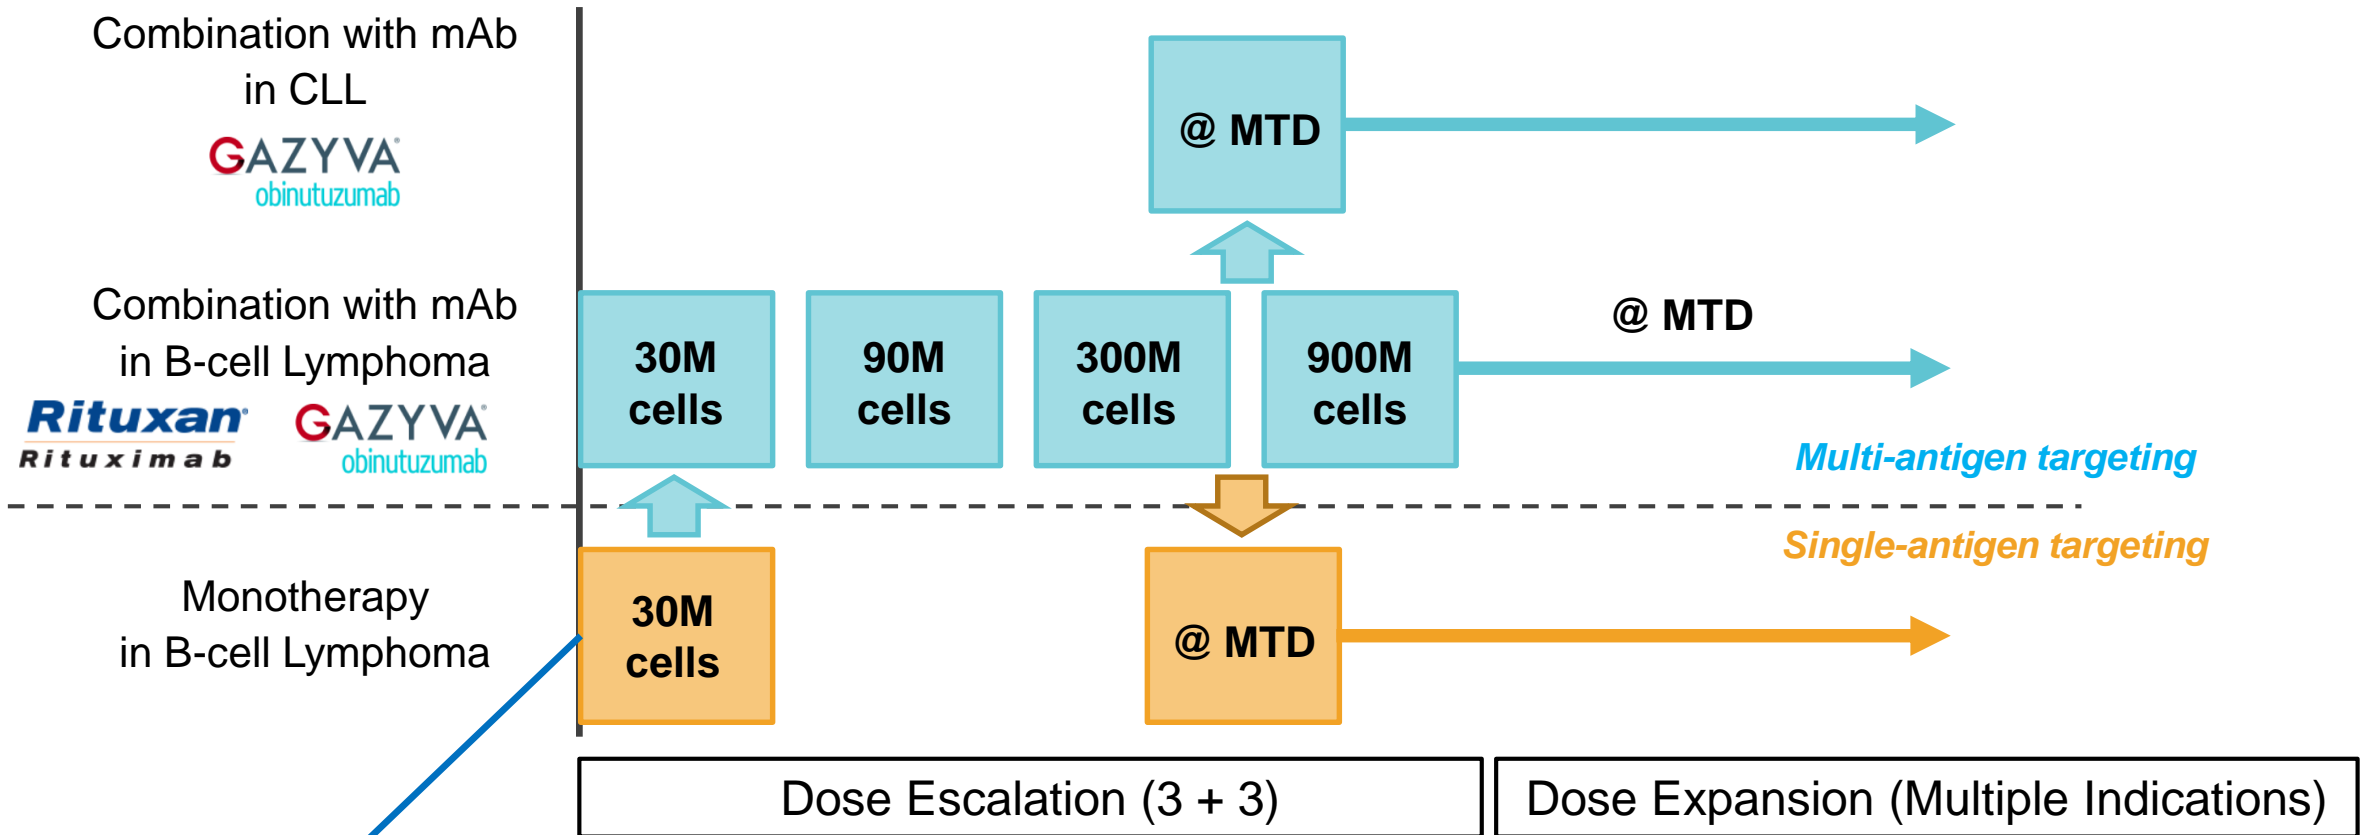 Combination with mAb
in CLL
GAZYVA®
obinutuzumab
@ MTD
Combination with mAb
in B-cell Lymphoma
Rituxan®
Rituximab
GAZYVA®
obinutuzumab
30M
cells
90M
cells
300M
cells
900M
cells
@ MTD
Multi-antigen targeting
Single-antigen targeting
Monotherapy
in B-cell Lymphoma
30M
cells
@ MTD
Dose Escalation (3 + 3)
Dose Expansion (Multiple Indications)